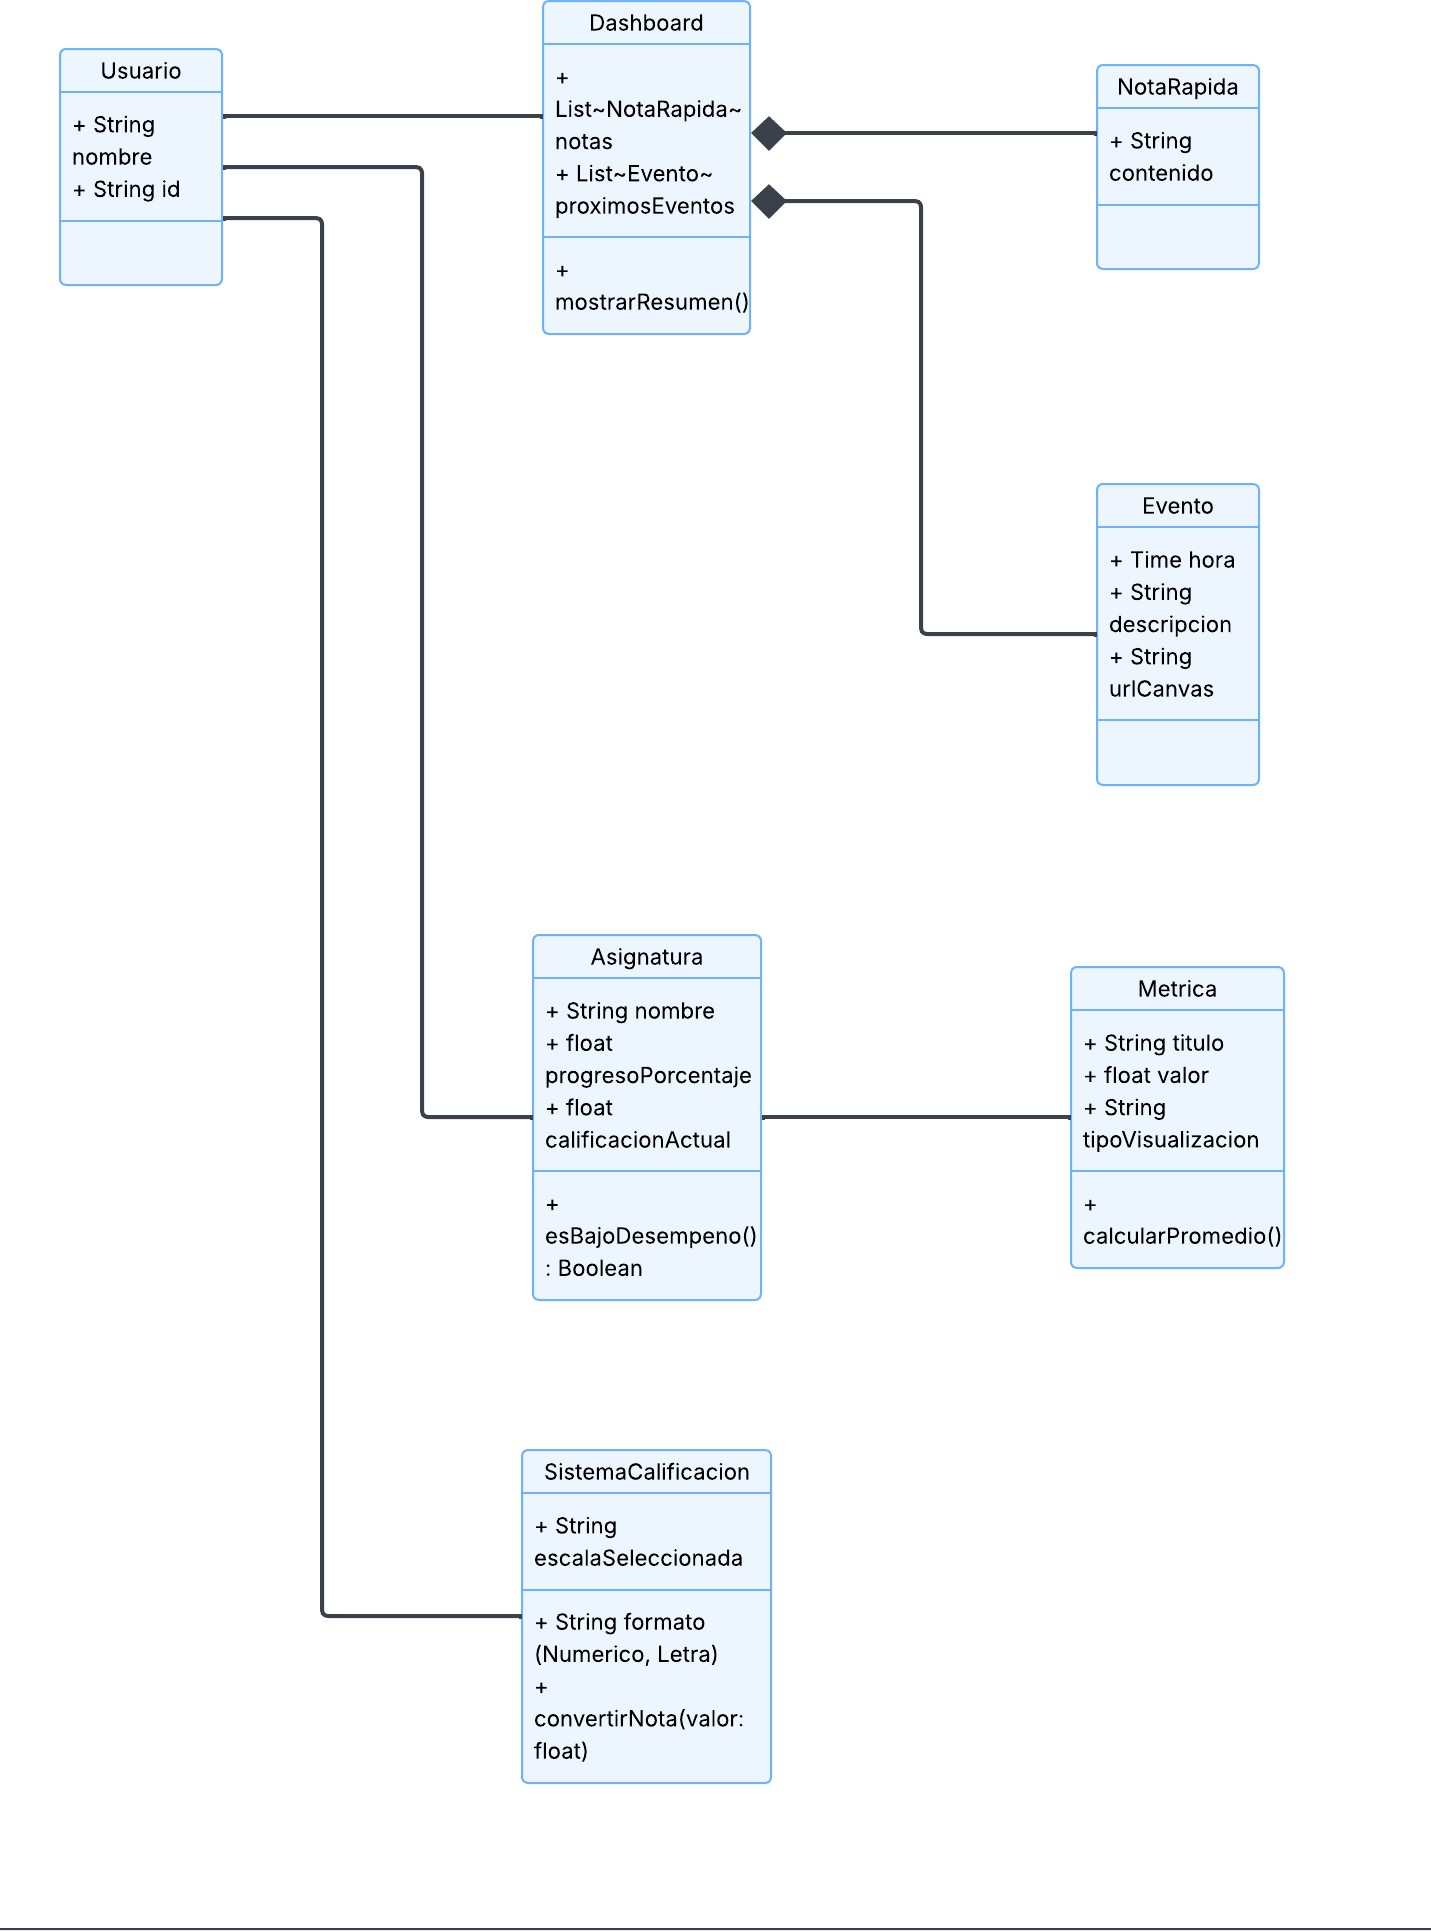 Usuario
+ String
nombre
+ String id
Dashboard
+
List~NotaRapida~
notas
+ List~Evento~
proximosEventos
+
mostrarResumen()
NotaRapida
+ String
contenido
Evento
+ Time hora
+ String
descripcion
+ String
urlCanvas
Asignatura
+ String nombre
+ float
progresoPorcentaje
+ float
calificacionActual
+
esBajoDesempeno()
: Boolean
Metrica
+ String titulo
+ float valor
+ String
tipoVisualizacion
+
calcularPromedio()
SistemaCalificacion
+ String
escalaSeleccionada
+ String formato
(Numerico, Letra)
+
convertirNota(valor:
float)